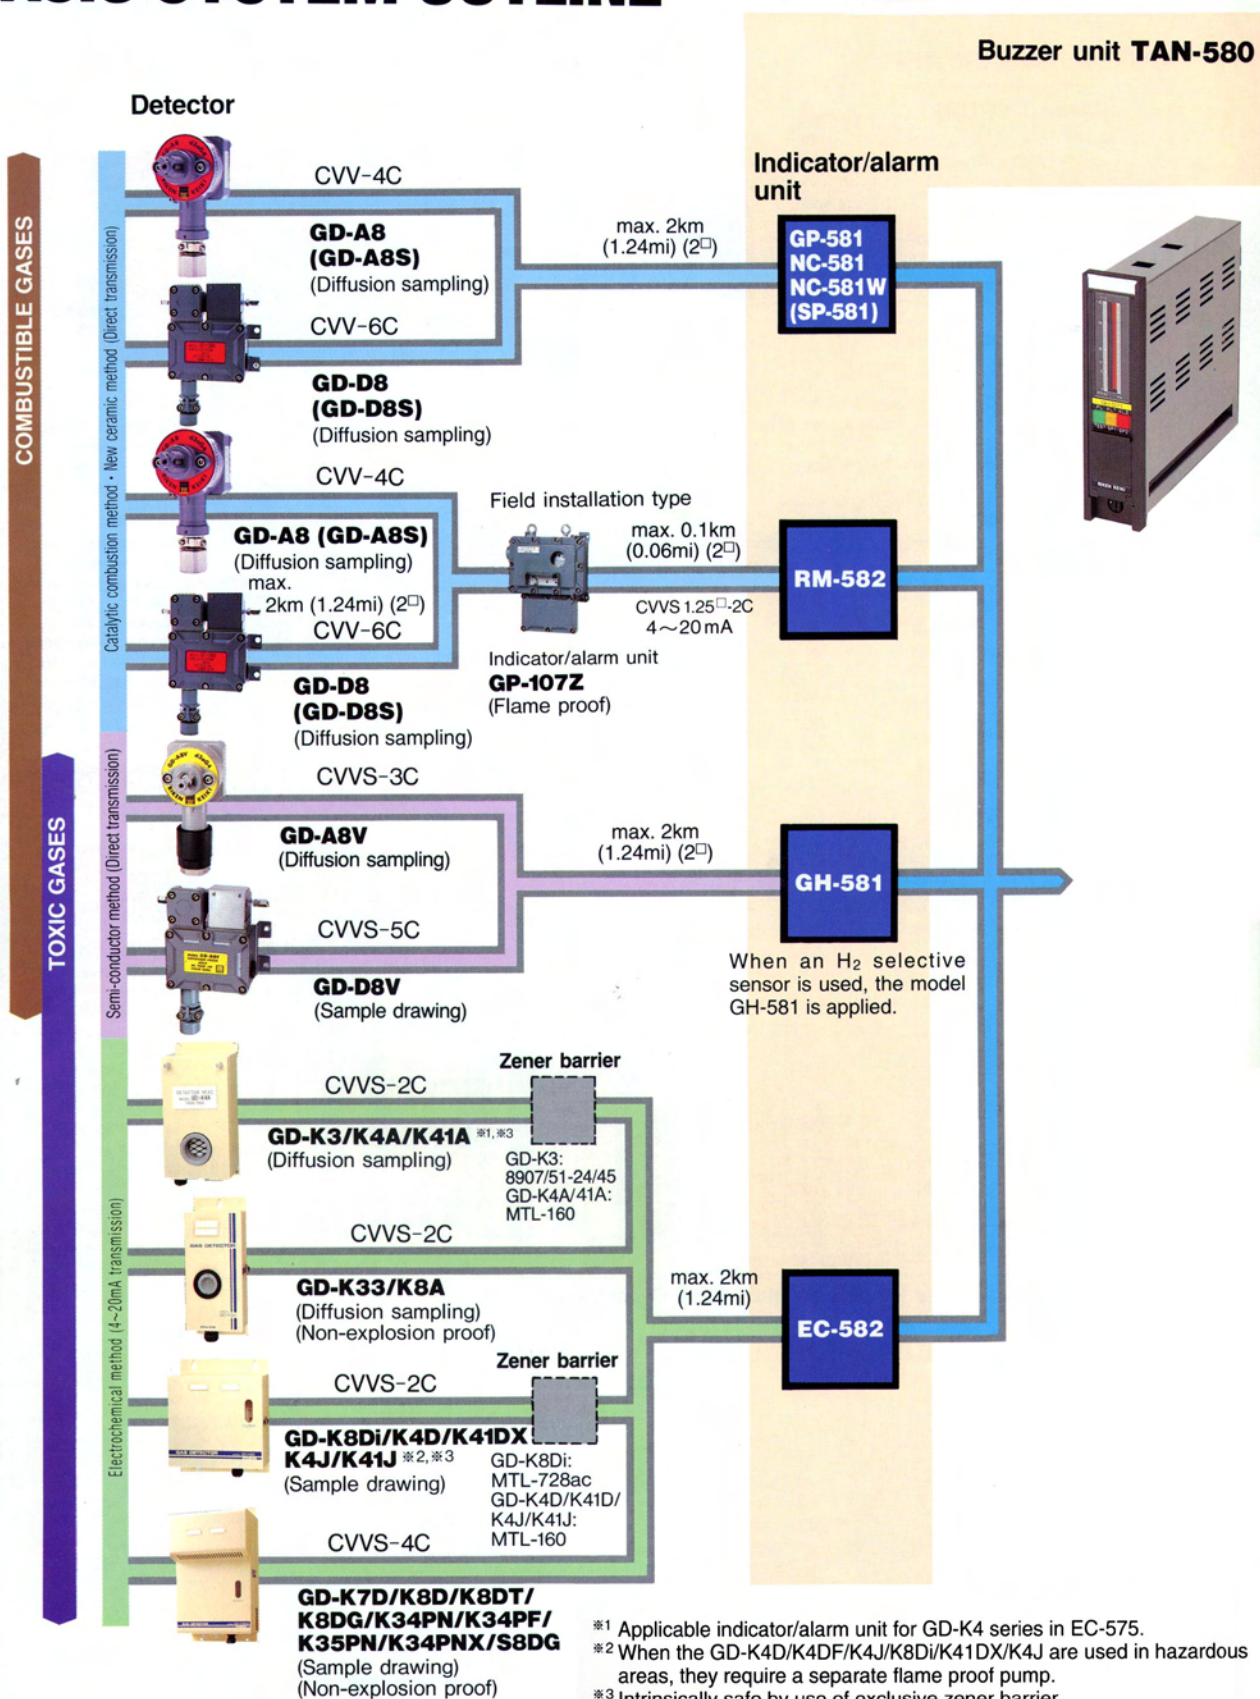 Buzzer unit TAN-580
Detector
Indicator/alarm
unit
COMBUSTIBLE GASES
TOXIC GASES
Catalytic combustion method • New ceramic method (Direct transmission)
Semi-conductor method (Direct transmission)
Electrochemical method (4~20mA transmission)
CVV-4C
GD-A8
(GD-A8S)
(Diffusion sampling)
CVV-6C
GD-D8
(GD-D8S)
(Diffusion sampling)
max. 2km
(1.24mi) (2□)
GP-581
NC-581
NC-581W
(SP-581)
CVV-4C
GD-A8 (GD-A8S)
(Diffusion sampling)
max.
2km (1.24mi) (2□)
CVV-6C
GD-D8
(GD-D8S)
(Diffusion sampling)
Field installation type
Indicator/alarm unit
GP-107Z
(Flame proof)
max. 0.1km
(0.06mi) (2□)
CVVS 1.25□-2C
4~20mA
RM-582
CVVS-3C
GD-A8V
(Diffusion sampling)
CVVS-5C
GD-D8V
(Sample drawing)
max. 2km
(1.24mi) (2□)
GH-581
When an H₂ selective
sensor is used, the model
GH-581 is applied.
Zener barrier
CVVS-2C
GD-K3/K4A/K41A ※1,※3
(Diffusion sampling)
GD-K3:
8907/51-24/45
GD-K4A/41A:
MTL-160
CVVS-2C
GD-K33/K8A
(Diffusion sampling)
(Non-explosion proof)
max. 2km
(1.24mi)
EC-582
Zener barrier
CVVS-2C
GD-K8Di/K4D/K41DX
K4J/K41J ※2,※3
(Sample drawing)
GD-K8Di:
MTL-728ac
GD-K4D/K41D/
K4J/K41J:
MTL-160
CVVS-4C
GD-K7D/K8D/K8DT/
K8DG/K34PN/K34PF/
K35PN/K34PNX/S8DG
(Sample drawing)
(Non-explosion proof)
※1 Applicable indicator/alarm unit for GD-K4 series in EC-575.
※2 When the GD-K4D/K4DF/K4J/K8Di/K41DX/K4J are used in hazardous
areas, they require a separate flame proof pump.
※3 Intrinsically safe by use of exclusive zener barrier